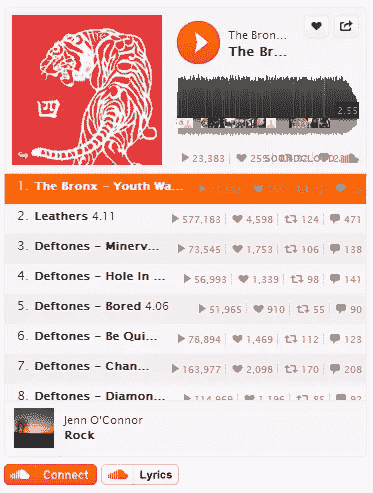 The Bron...
The Br...
四
2.55
23,383 SOUNDCLOUD
1. The Bronx - Youth Wa...
2. Leathers 4.11 577,183 4,598 124 471
3. Deftones - Minerv... 73,545 1,753 106 138
4. Deftones - Hole In ... 56,993 1,339 98 141
5. Deftones - Bored 4.06 51,965 910 55 90
6. Deftones - Be Qui... 78,894 1,469 112 123
7. Deftones - Chan... 163,977 2,098 170 208
8. Deftones - Diamon... 114,969 1,196 85 92
Jenn O'Connor
Rock
Connect Lyrics